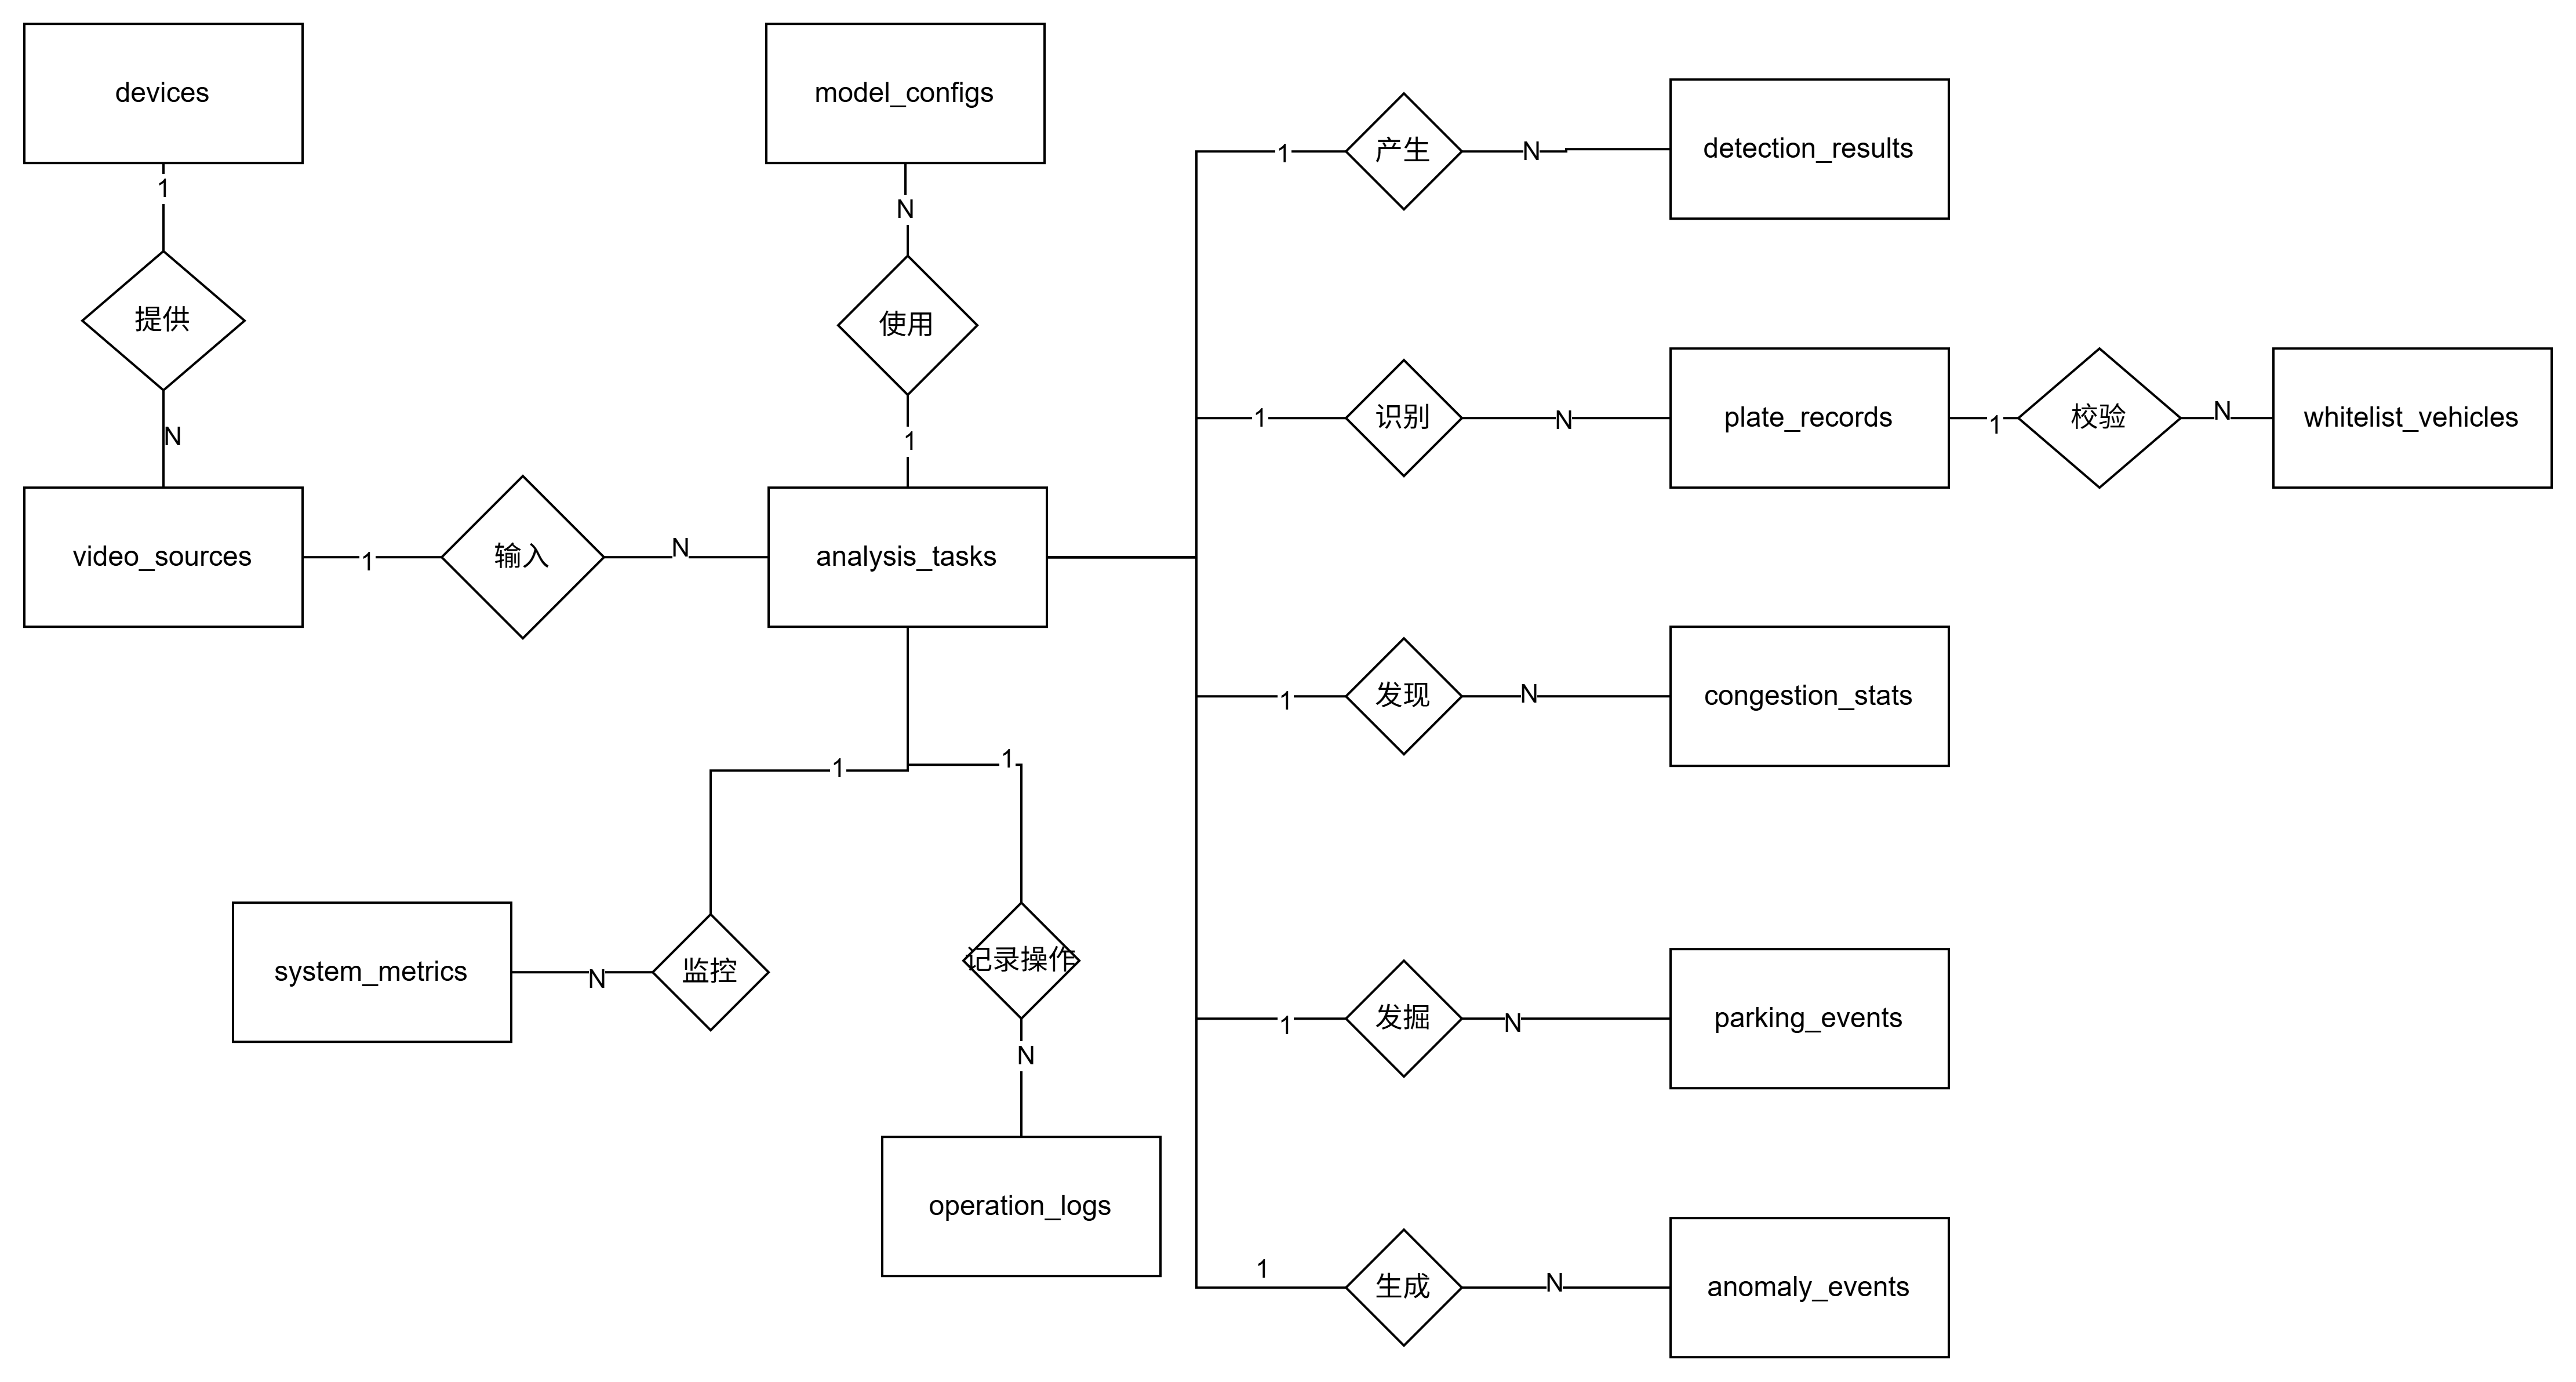 devices
model_configs
detection_results
1
产生
N
1
N
提供
使用
N
1
1
识别
N
plate_records
1
校验
N
whitelist_vehicles
video_sources
1
输入
N
analysis_tasks
1
发现
N
congestion_stats
1
1
system_metrics
N
监控
记录操作
N
1
发掘
N
parking_events
operation_logs
1
生成
N
anomaly_events